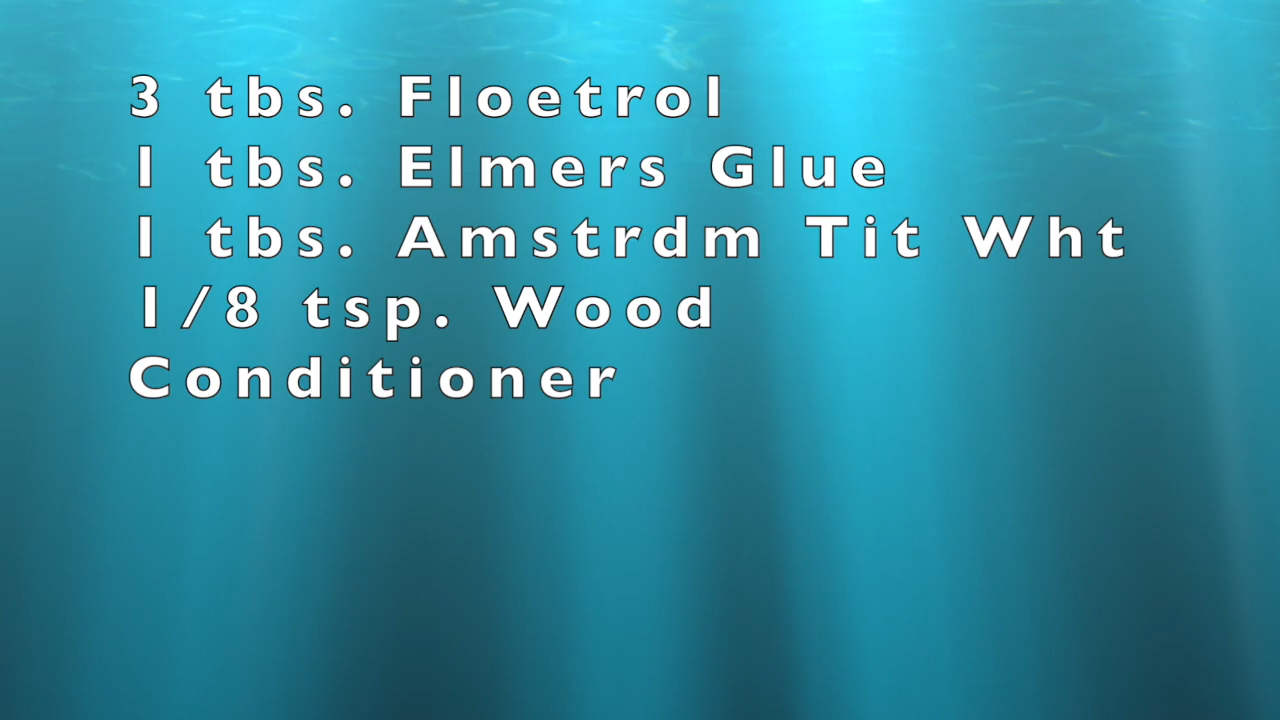 3 tbs. Floetrol
1 tbs. Elmers Glue
1 tbs. Amstrdm Tit Wht
1/8 tsp. Wood
Conditioner